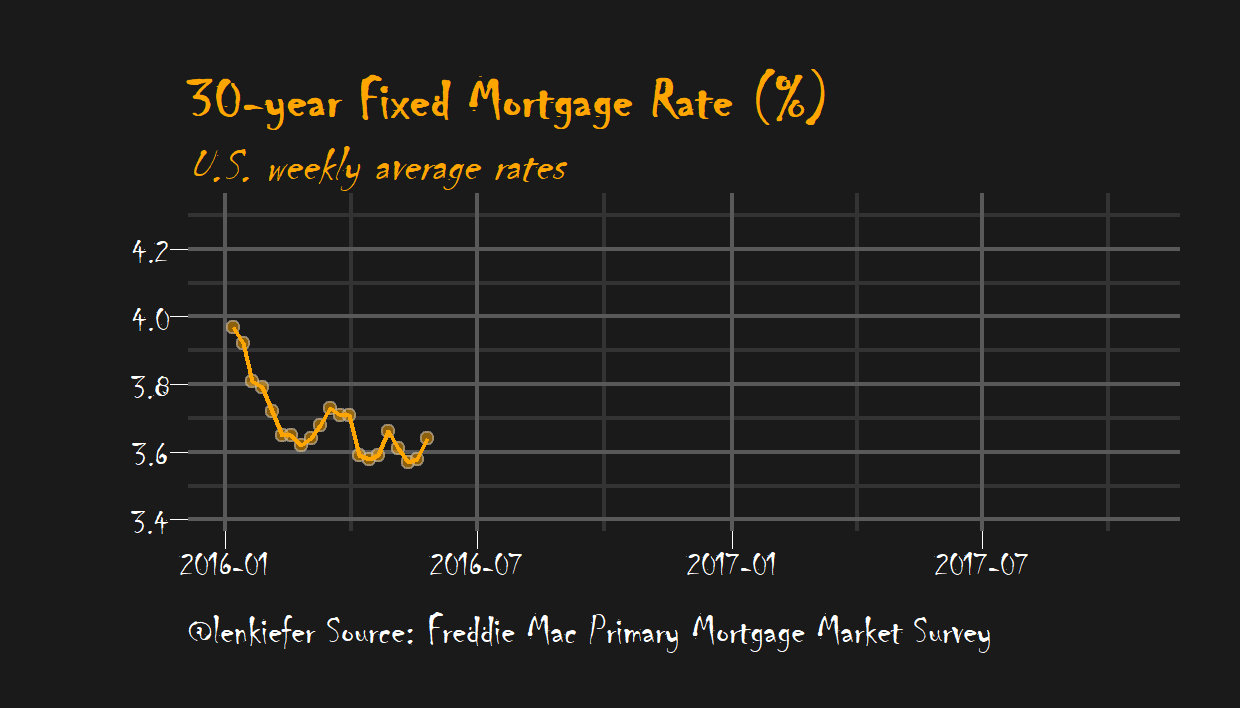 30-year Fixed Mortgage Rate (%)
U.S. weekly average rates
4.2
4.0
3.8
3.6
3.4
2016-01 2016-07 2017-01 2017-07
@lenkiefer Source: Freddie Mac Primary Mortgage Market Survey